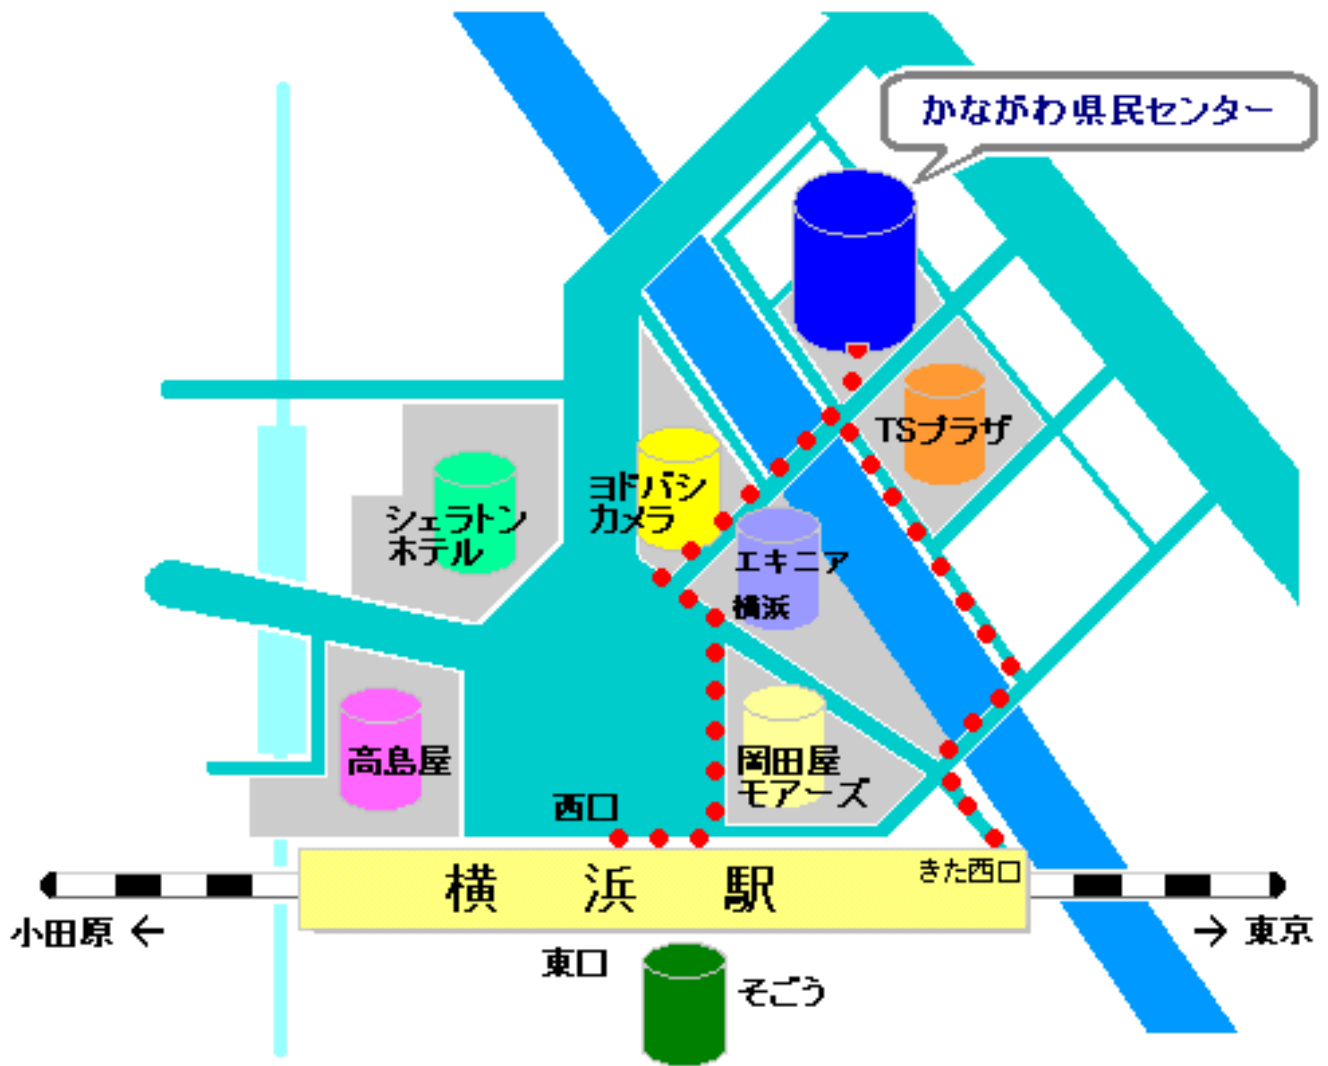 かながわ県民センター
TSプラザ
ヨドバシ
カメラ
シェラトン
ホテル
エキニア
横浜
高島屋
岡田屋
モアーズ
西口
横浜駅
きた西口
小田原 ←
→ 東京
東口
そごう